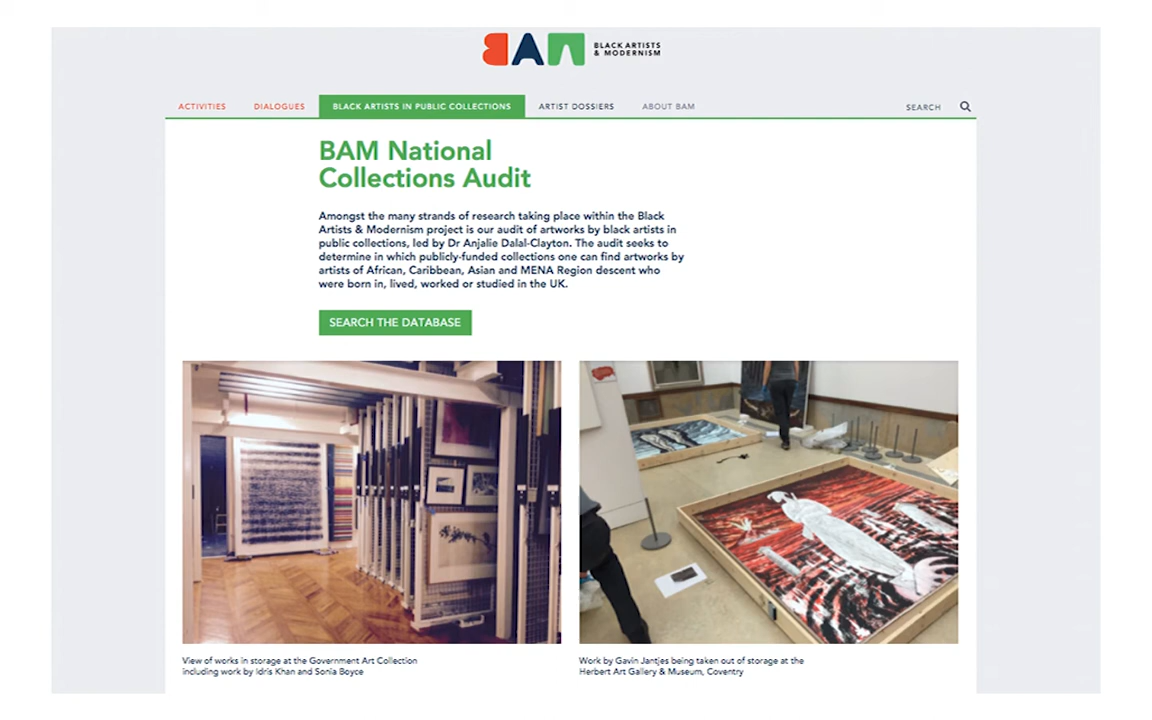 BAM
BLACK ARTISTS
& MODERNISM
ACTIVITIES DIALOGUES BLACK ARTISTS IN PUBLIC COLLECTIONS ARTIST DOSSIERS ABOUT BAM SEARCH
BAM National
Collections Audit
Amongst the many strands of research taking place within the Black
Artists & Modernism project is our audit of artworks by black artists in
public collections, led by Dr Anjalie Dalal-Clayton. The audit seeks to
determine in which publicly-funded collections one can find artworks by
artists of African, Caribbean, Asian and MENA Region descent who
were born in, lived, worked or studied in the UK.
SEARCH THE DATABASE
View of works in storage at the Government Art Collection
including work by Idris Khan and Sonia Boyce
Work by Gavin Jantjes being taken out of storage at the
Herbert Art Gallery & Museum, Coventry